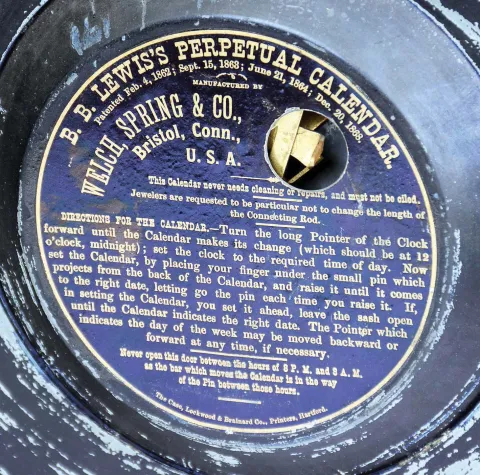 B. B. LEWIS'S PERPETUAL CALENDAR.
Patented Feb. 4, 1862; Sept. 15, 1863; June 21, 1864; Dec. 20, 1868.
MANUFACTURED BY
WELCH, SPRING & CO.,
Bristol, Conn.,
U. S. A.
This Calendar never needs cleaning or repairs, and must not be oiled.
Jewelers are requested to be particular not to change the length of
the Connecting Rod.
DIRECTIONS FOR THE CALENDAR.—Turn the long Pointer of the Clock
forward until the Calendar makes its change (which should be at 12
o'clock, midnight); set the clock to the required time of day. Now
set the Calendar, by placing your finger under the small pin which
projects from the back of the Calendar, and raise it until it comes
to the right date, letting go the pin each time you raise it. If,
in setting the Calendar, you set it ahead, leave the sash open
until the Calendar indicates the right date. The Pointer which
indicates the day of the week may be moved backward or
forward at any time, if necessary.
Never open this door between the hours of 8 P. M. and 3 A. M.
as the bar which moves the Calendar is in the way
of the Pin between those hours.
The Case, Lockwood & Brainard Co., Printers, Hartford.